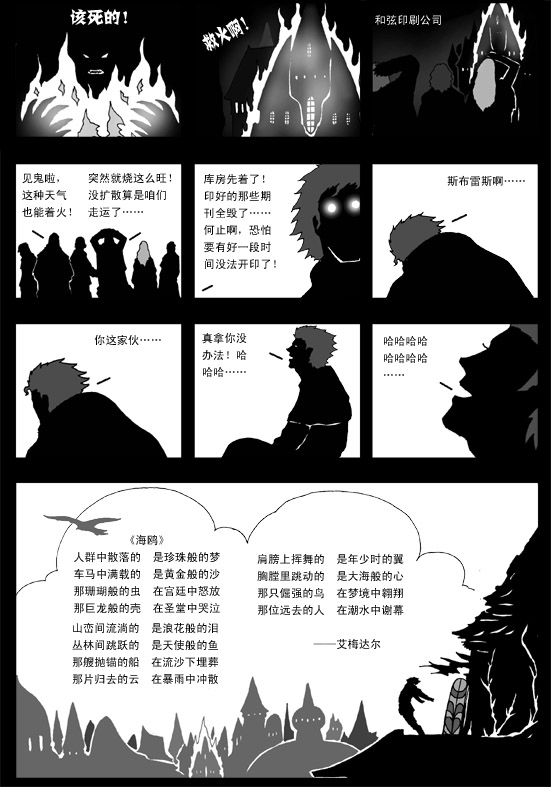 该死的！
救火啊！
和弦印刷公司
见鬼啦，
这种天气
也能着火！
突然就烧这么旺！
没扩散算是咱们
走运了……
库房先着了！
印好的那些期
刊全毁了……
何止啊，恐怕
要有好一段时
间没法开印了！
斯布雷斯啊……
你这家伙……
真拿你没
办法！哈
哈哈……
哈哈哈哈
哈哈哈哈
……
《海鸥》
人群中散落的 是珍珠般的梦
车马中满载的 是黄金般的沙
那珊瑚般的虫 在宫廷中怒放
那巨龙般的壳 在圣堂中哭泣
山峦间流淌的 是浪花般的泪
丛林间跳跃的 是天使般的鱼
那艘抛锚的船 在流沙下埋葬
那片归去的云 在暴雨中冲散
肩膀上挥舞的 是年少时的翼
胸膛里跳动的 是大海般的心
那只倔强的鸟 在梦境中翱翔
那位远去的人 在潮水中谢幕
——艾梅达尔